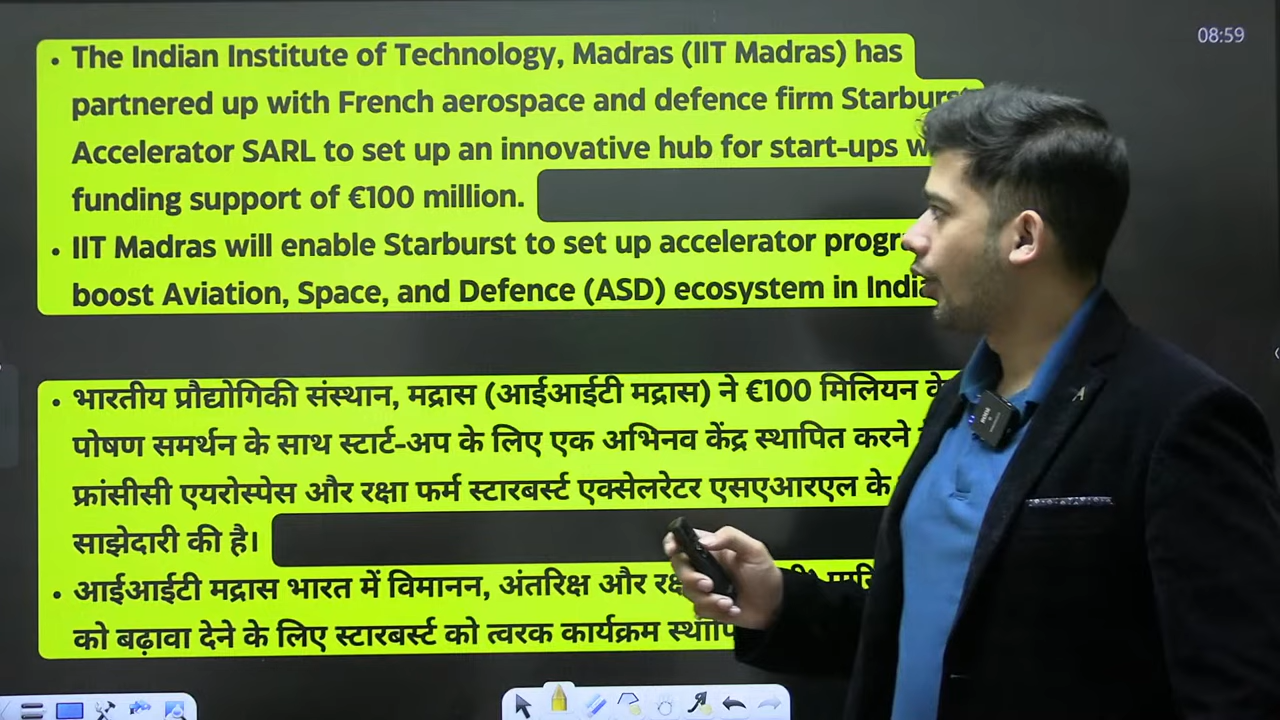 08:59
• The Indian Institute of Technology, Madras (IIT Madras) has
partnered up with French aerospace and defence firm Starburst
Accelerator SARL to set up an innovative hub for start-ups
funding support of €100 million.
• IIT Madras will enable Starburst to set up accelerator
boost Aviation, Space, and Defence (ASD) ecosystem in India
• भारतीय प्रौद्योगिकी संस्थान, मद्रास (आईआईटी मद्रास) ने €100 मिलियन के
पोषण समर्थन के साथ स्टार्ट-अप के लिए एक अभिनव केंद्र स्थापित करने
फ्रांसीसी एयरोस्पेस और रक्षा फर्म स्टारबर्स्ट एक्सेलरेटर एसएआरएल के
साझेदारी की है।
• आईआईटी मद्रास भारत में विमानन, अंतरिक्ष और
को बढ़ावा देने के लिए स्टारबर्स्ट को त्वरक कार्यक्रम